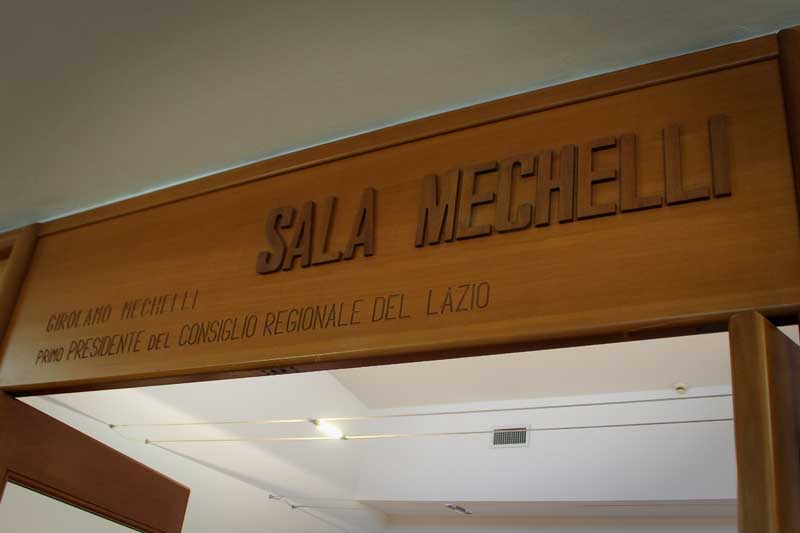 SALA MECHELLI
GIROLAMO MECHELLI
PRIMO PRESIDENTE DEL CONSIGLIO REGIONALE DEL LAZIO